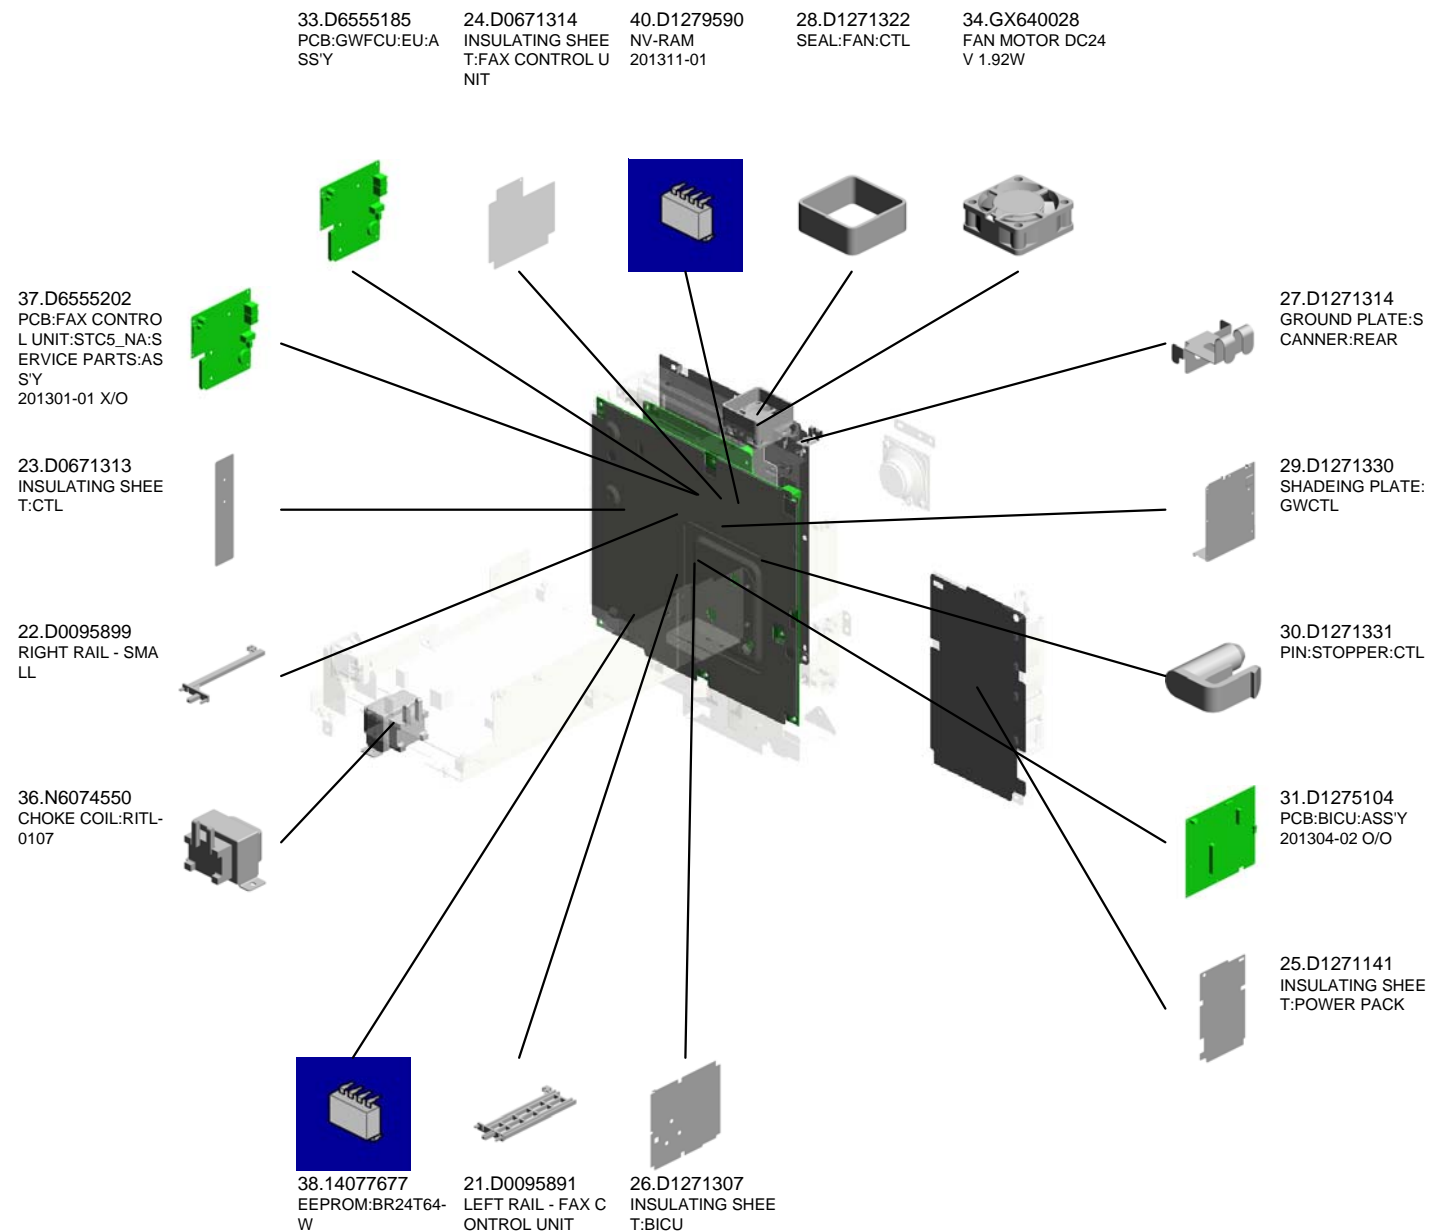 33.D6555185
PCB:GWFCU:EU:A
SS'Y
24.D0671314
INSULATING SHEE
T:FAX CONTROL U
NIT
40.D1279590
NV-RAM
201311-01
28.D1271322
SEAL:FAN:CTL
34.GX640028
FAN MOTOR DC24
V 1.92W
37.D6555202
PCB:FAX CONTRO
L UNIT:STC5_NA:S
ERVICE PARTS:AS
S'Y
201301-01 X/O
27.D1271314
GROUND PLATE:S
CANNER:REAR
23.D0671313
INSULATING SHEE
T:CTL
29.D1271330
SHADEING PLATE:
GWCTL
22.D0095899
RIGHT RAIL - SMA
LL
30.D1271331
PIN:STOPPER:CTL
36.N6074550
CHOKE COIL:RITL-
0107
31.D1275104
PCB:BICU:ASS'Y
201304-02 O/O
25.D1271141
INSULATING SHEE
T:POWER PACK
38.14077677
EEPROM:BR24T64-
W
21.D0095891
LEFT RAIL - FAX C
ONTROL UNIT
26.D1271307
INSULATING SHEE
T:BICU